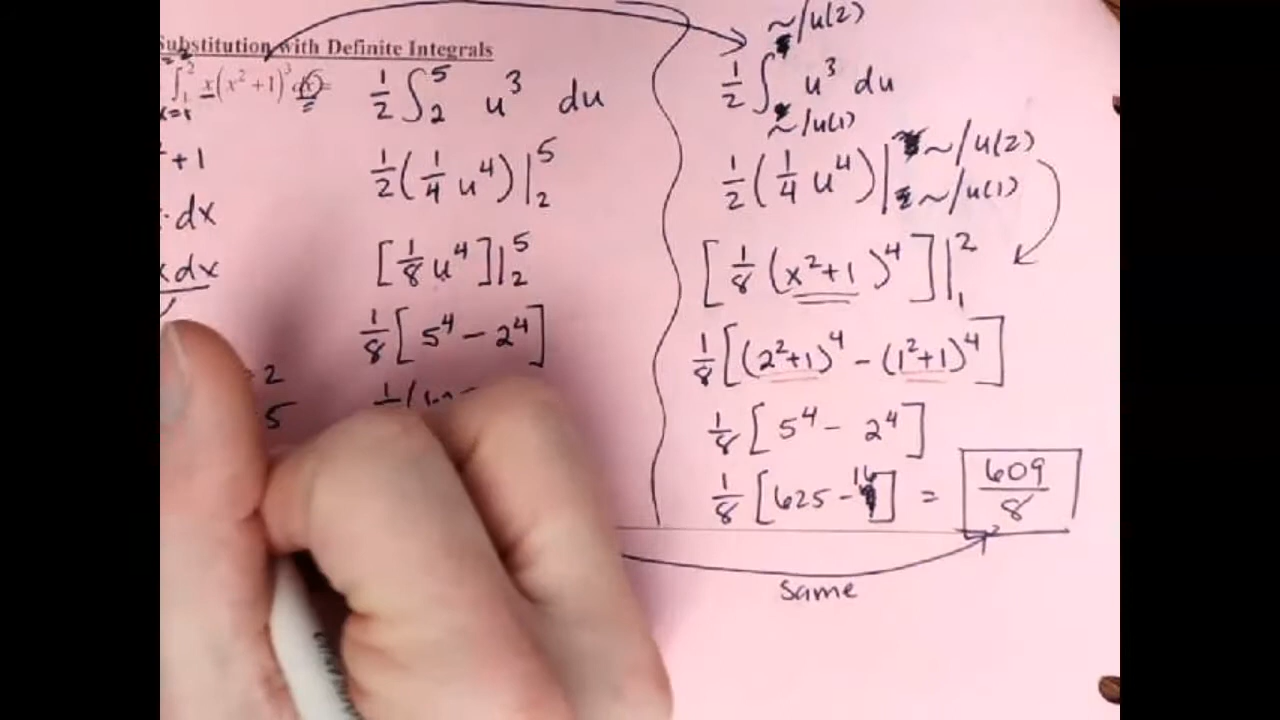 Substitution with Definite Integrals
∫₁² x(x² + 1)³ dx =
x=1
+ 1
· dx
x dx
2
5
1/2 ∫₂⁵ u³ du
1/2 (1/4 u⁴) |₂⁵
[1/8 u⁴] |₂⁵
1/8 [5⁴ − 2⁴]
~/u(2)
1/2 ∫ u³ du
~/u(1)
1/2 (1/4 u⁴) | ~/u(2)
~/u(1)
[1/8 (x²+1)⁴] |₁²
1/8 [(2²+1)⁴ − (1²+1)⁴]
1/8 [5⁴ − 2⁴]
1/8 [625 − 16] = 609/8
Same